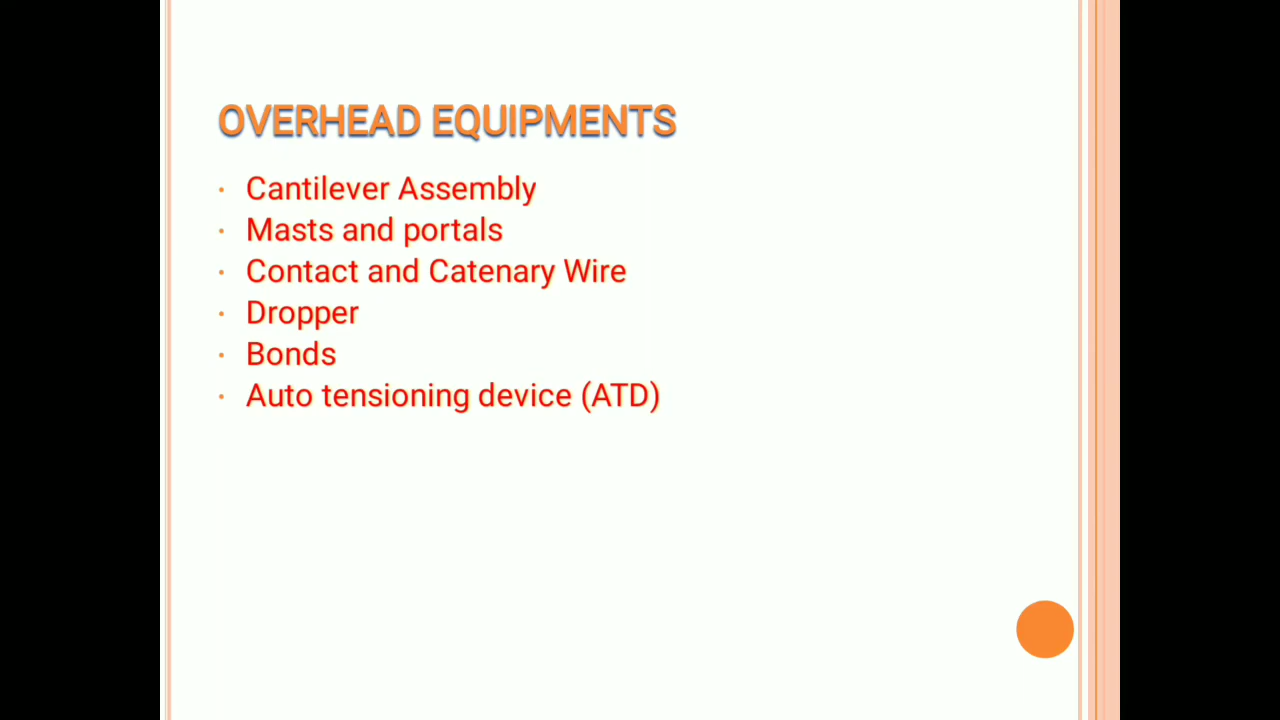 OVERHEAD EQUIPMENTS
· Cantilever Assembly
· Masts and portals
· Contact and Catenary Wire
· Dropper
· Bonds
· Auto tensioning device (ATD)